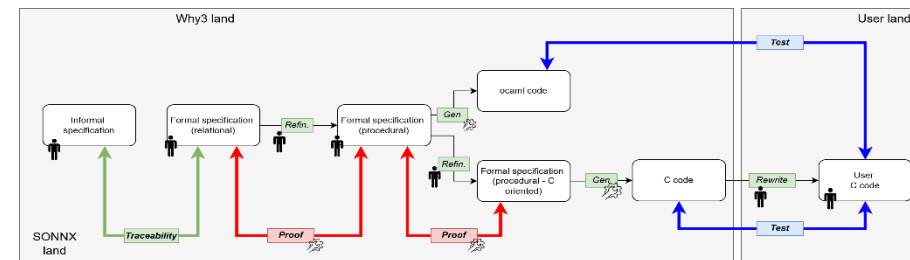 Why3 land
User land
Test
ocaml code
Informal
specification
Formal specification
(relational)
Refin.
Formal specification
(procedural)
Gen
Refin.
Formal specification
(procedural - C
oriented)
Gen
C code
Rewrite
User
C code
SONNX
land
Traceability
Proof
Proof
Test